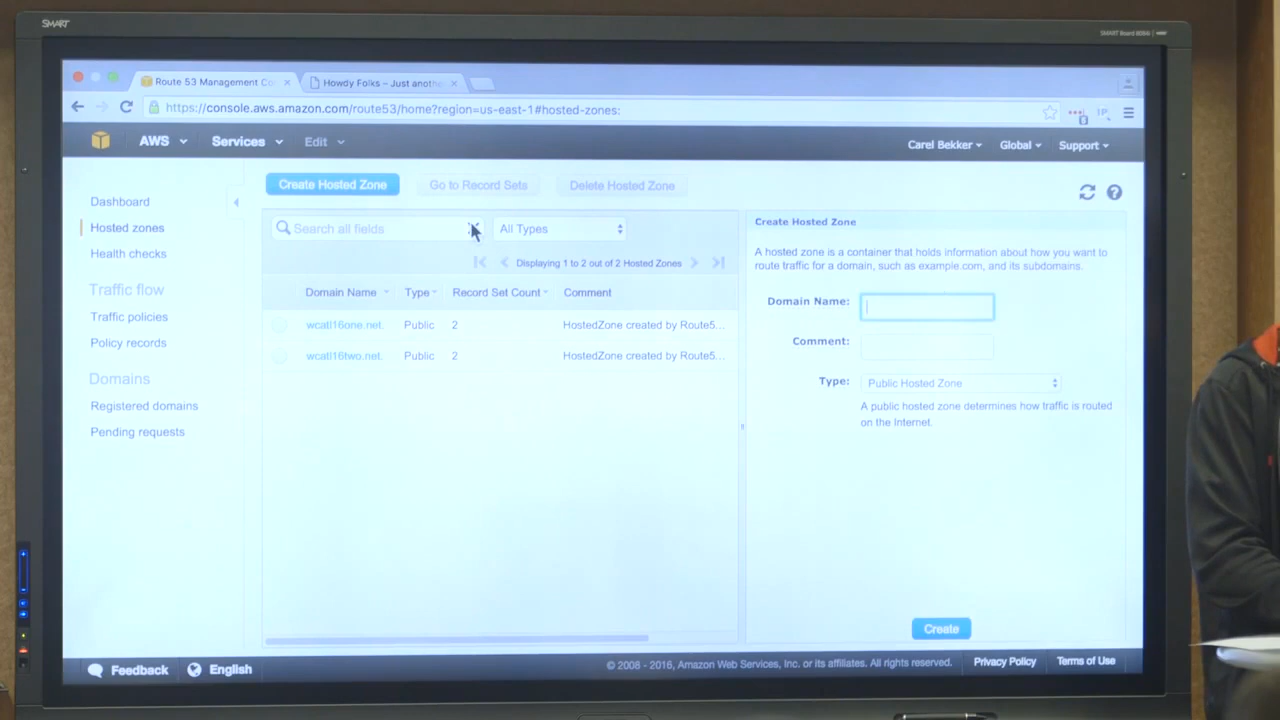 SMART
SMART Board
Route 53 Management Co
Howdy Folks – Just anothe
https://console.aws.amazon.com/route53/home?region=us-east-1#hosted-zones:
AWS
Services
Edit
Carel Bekker
Global
Support
Create Hosted Zone
Go to Record Sets
Delete Hosted Zone
Dashboard
Hosted zones
Health checks
Traffic flow
Traffic policies
Policy records
Domains
Registered domains
Pending requests
Search all fields
All Types
Displaying 1 to 2 out of 2 Hosted Zones
Domain Name Type Record Set Count Comment
wcatl16one.net. Public 2 HostedZone created by Route5...
wcatl16two.net. Public 2 HostedZone created by Route5...
Create Hosted Zone
A hosted zone is a container that holds information about how you want to
route traffic for a domain, such as example.com, and its subdomains.
Domain Name:
Comment:
Type: Public Hosted Zone
A public hosted zone determines how traffic is routed
on the Internet.
Create
Feedback
English
© 2008 - 2016, Amazon Web Services, Inc. or its affiliates. All rights reserved.
Privacy Policy
Terms of Use